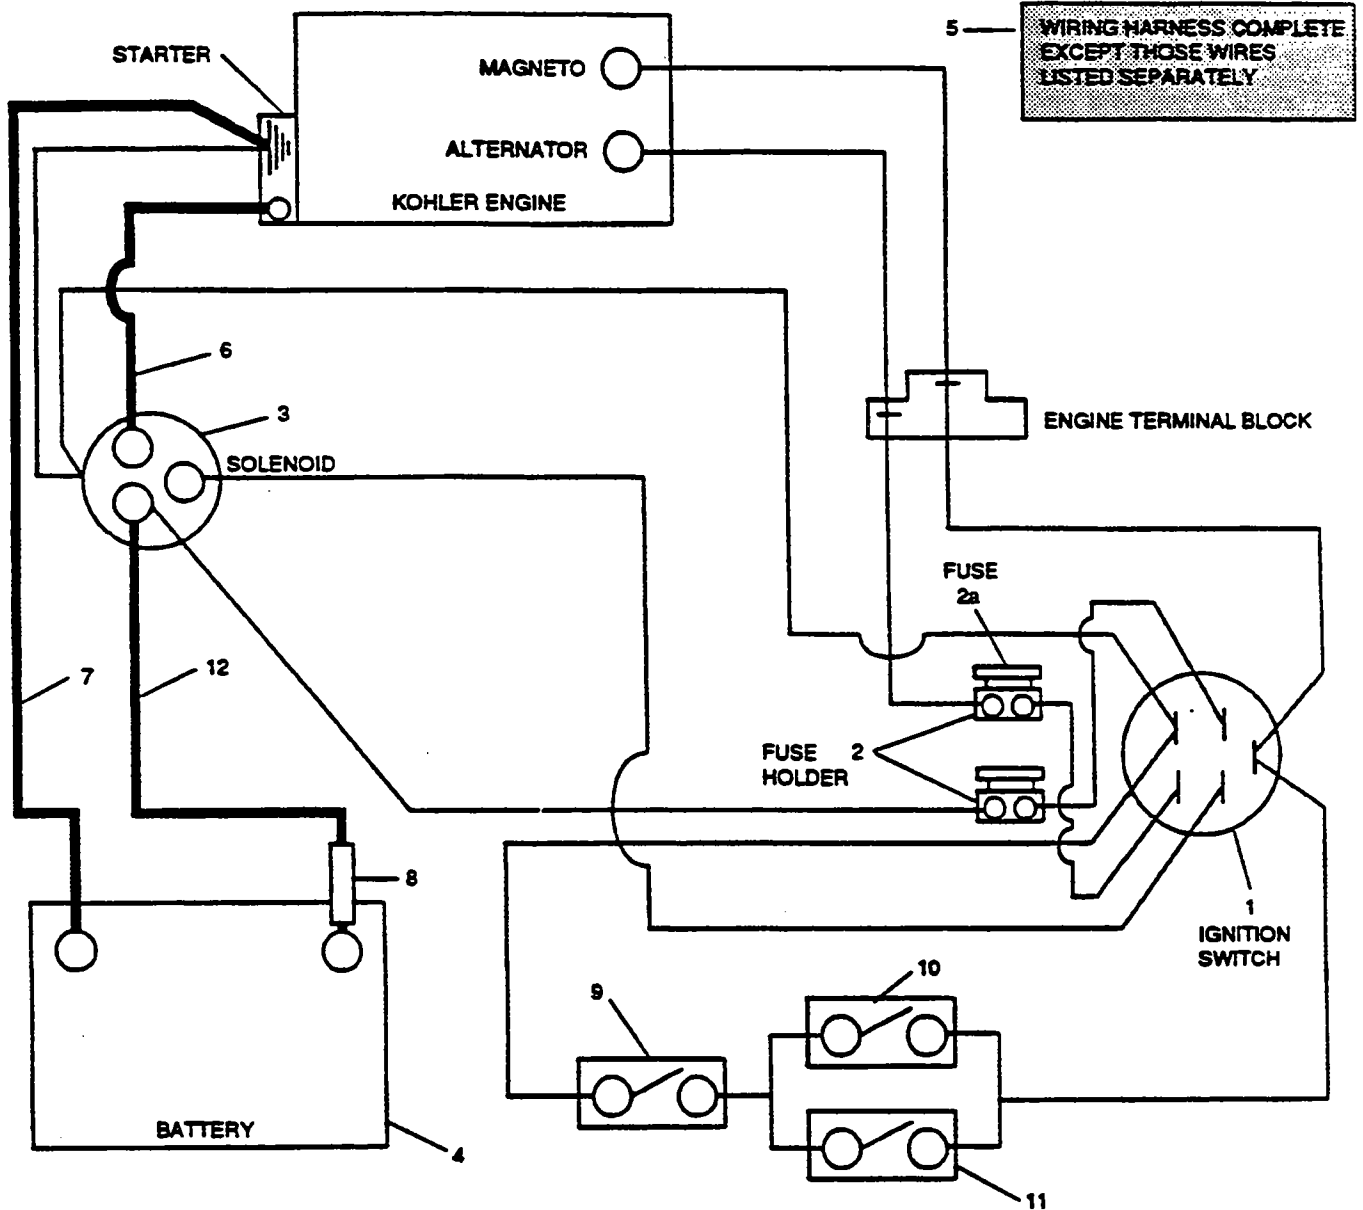 STARTER
MAGNETO
ALTERNATOR
KOHLER ENGINE
5
WIRING HARNESS COMPLETE
EXCEPT THOSE WIRES
LISTED SEPARATELY
6
3
SOLENOID
ENGINE TERMINAL BLOCK
FUSE
2a
7
12
FUSE 2
HOLDER
8
1
IGNITION
SWITCH
9
10
BATTERY
4
11